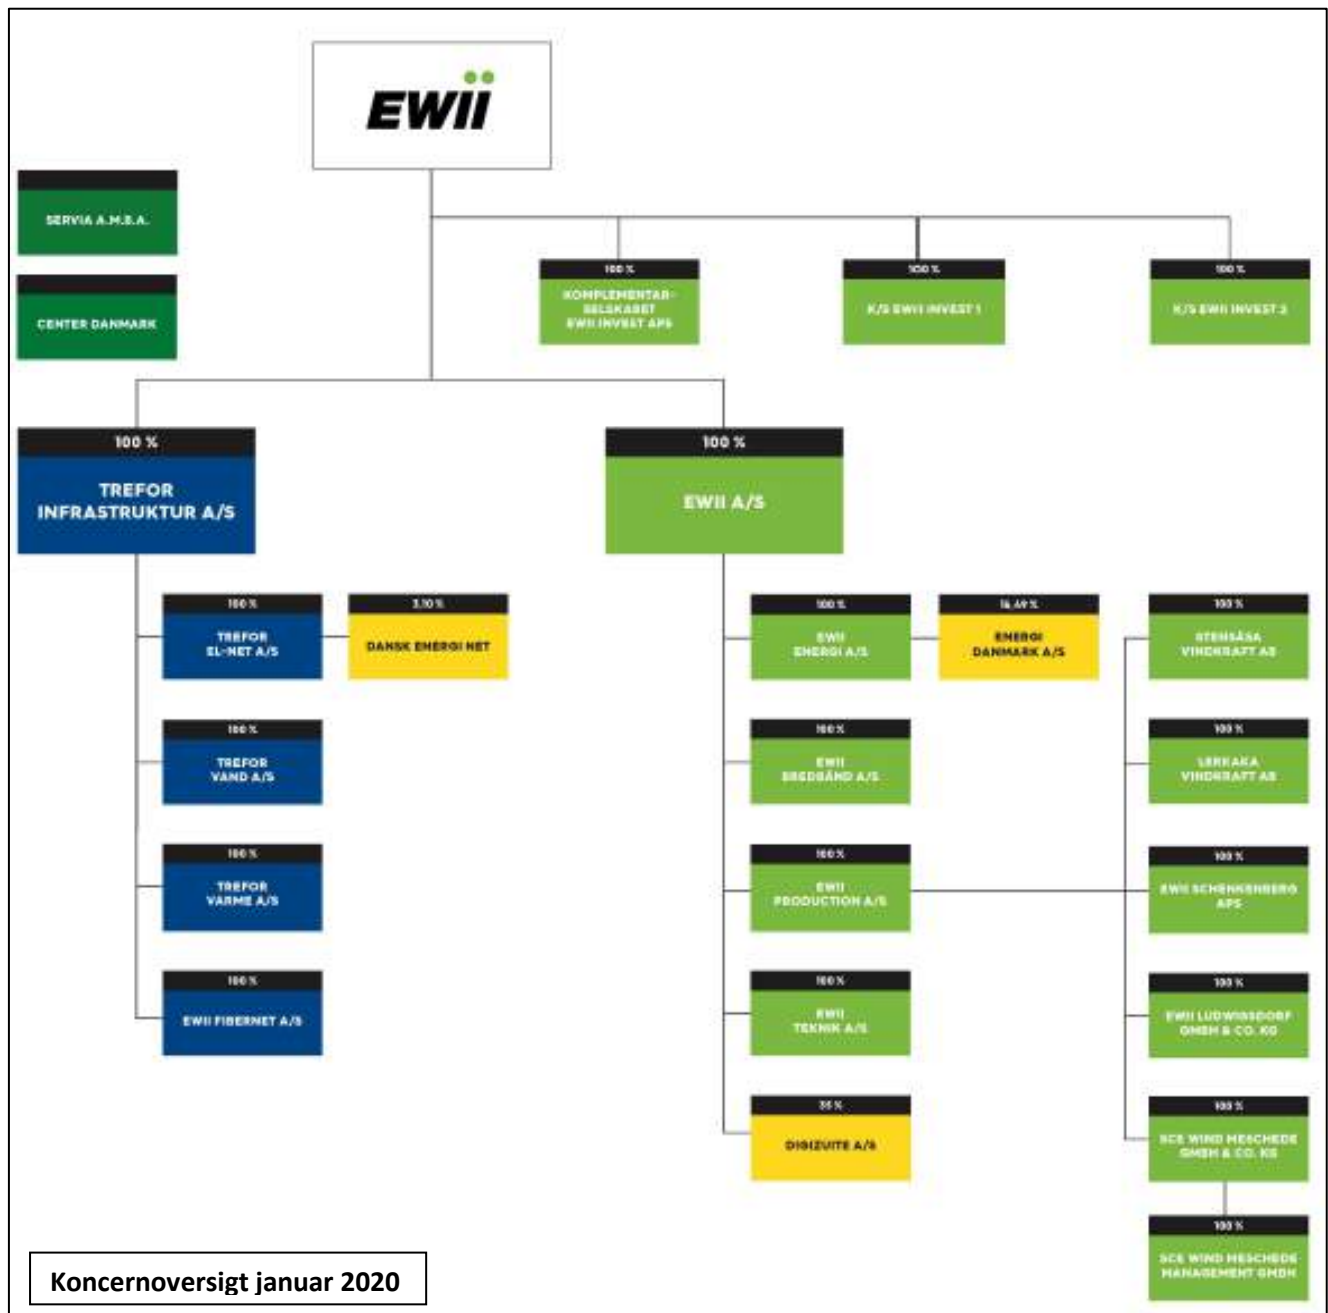 EWII
SERVIA A.M.B.A.
CENTER DANMARK
100 %
KOMPLEMENTAR-
SELSKABET
EWII INVEST APS
100 %
K/S EWII INVEST 1
100 %
K/S EWII INVEST 2
100 %
TREFOR
INFRASTRUKTUR A/S
100 %
EWII A/S
100 %
TREFOR
EL-NET A/S
3,10 %
DANSK ENERGI NET
100 %
TREFOR
VAND A/S
100 %
TREFOR
VARME A/S
100 %
EWII FIBERNET A/S
100 %
EWII
ENERGI A/S
16,49 %
ENERGI
DANMARK A/S
100 %
EWII
BREDBÅND A/S
100 %
EWII
PRODUCTION A/S
100 %
EWII
TEKNIK A/S
35 %
DIGIZUITE A/S
100 %
STENSÅSA
VINDKRAFT AB
100 %
LERKAKA
VINDKRAFT AB
100 %
EWII SCHENKENBERG
APS
100 %
EWII LUDWIGSDORF
GMBH & CO. KG
100 %
SCE WIND MESCHEDE
GMBH & CO. KG
100 %
SCE WIND MESCHEDE
MANAGEMENT GMBH
Koncernoversigt januar 2020